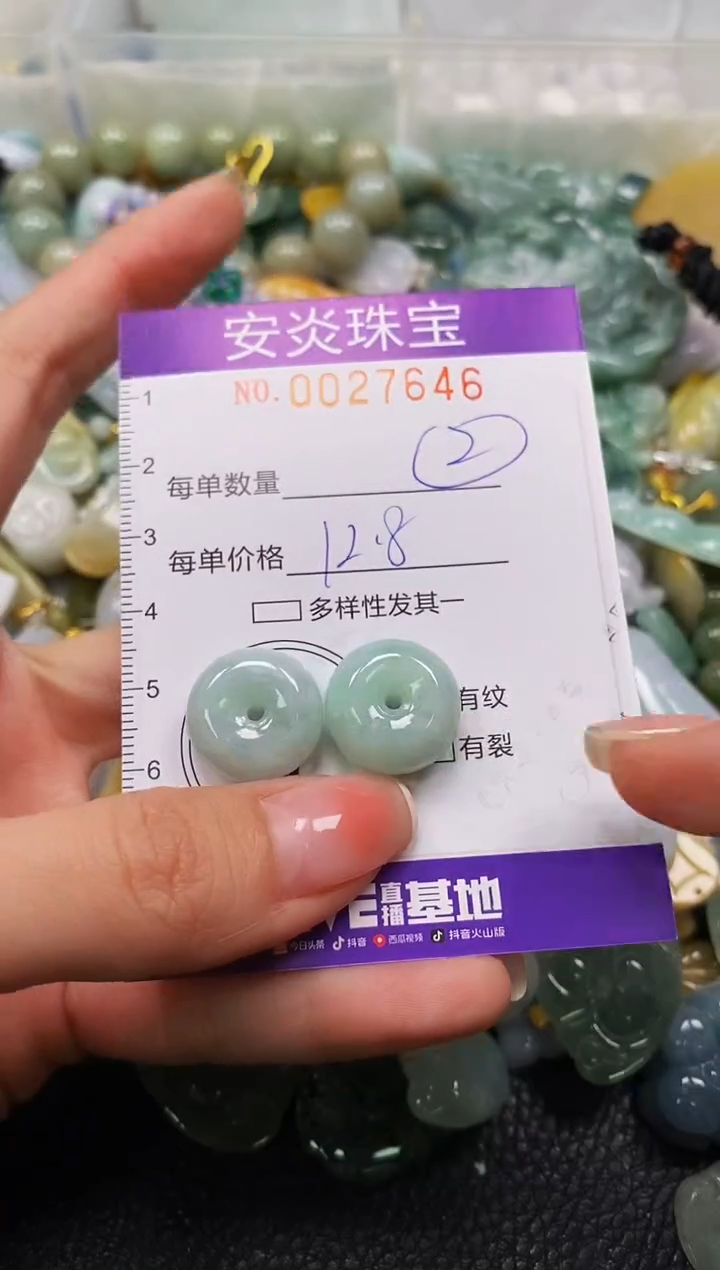 安炎珠宝
NO. 0027646
1
2
每单数量 2
3
每单价格 12.8
4
多样性发其一
5
有纹
有裂
6
直播基地
今日头条 抖音 西瓜视频 抖音火山版